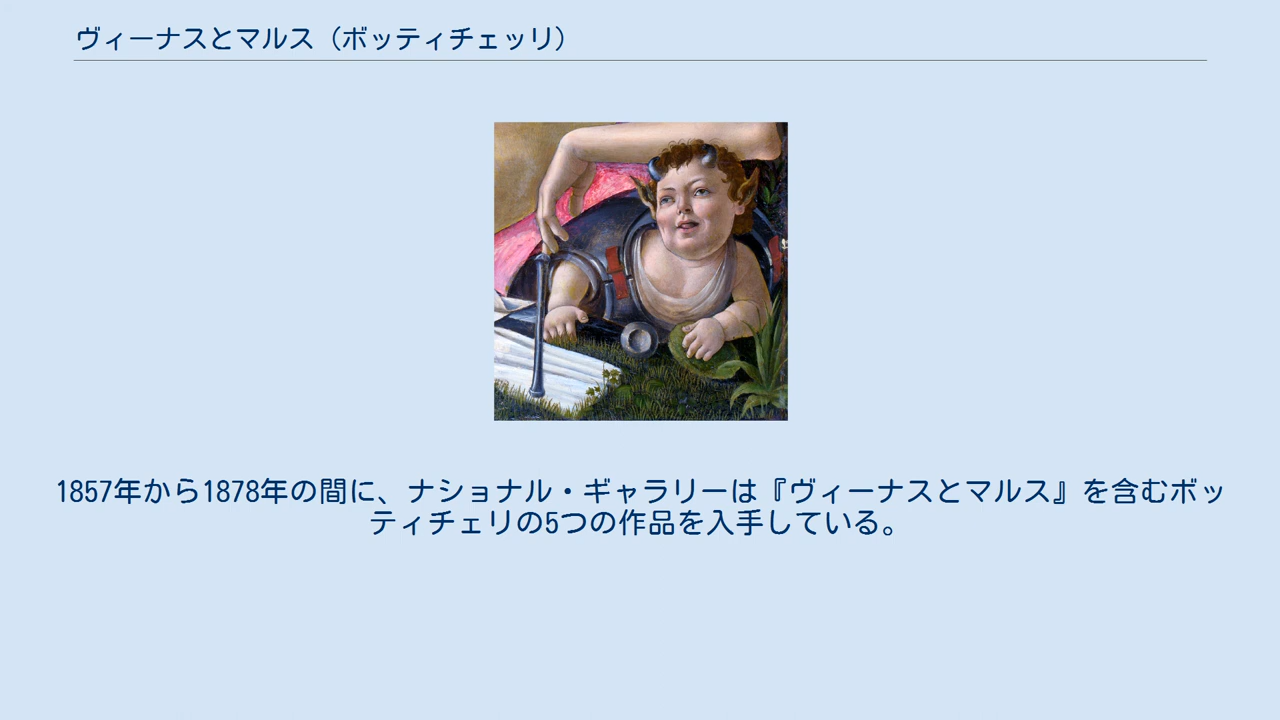 ヴィーナスとマルス（ボッティチェッリ）
1857年から1878年の間に、ナショナル・ギャラリーは『ヴィーナスとマルス』を含むボッ
ティチェリの5つの作品を入手している。